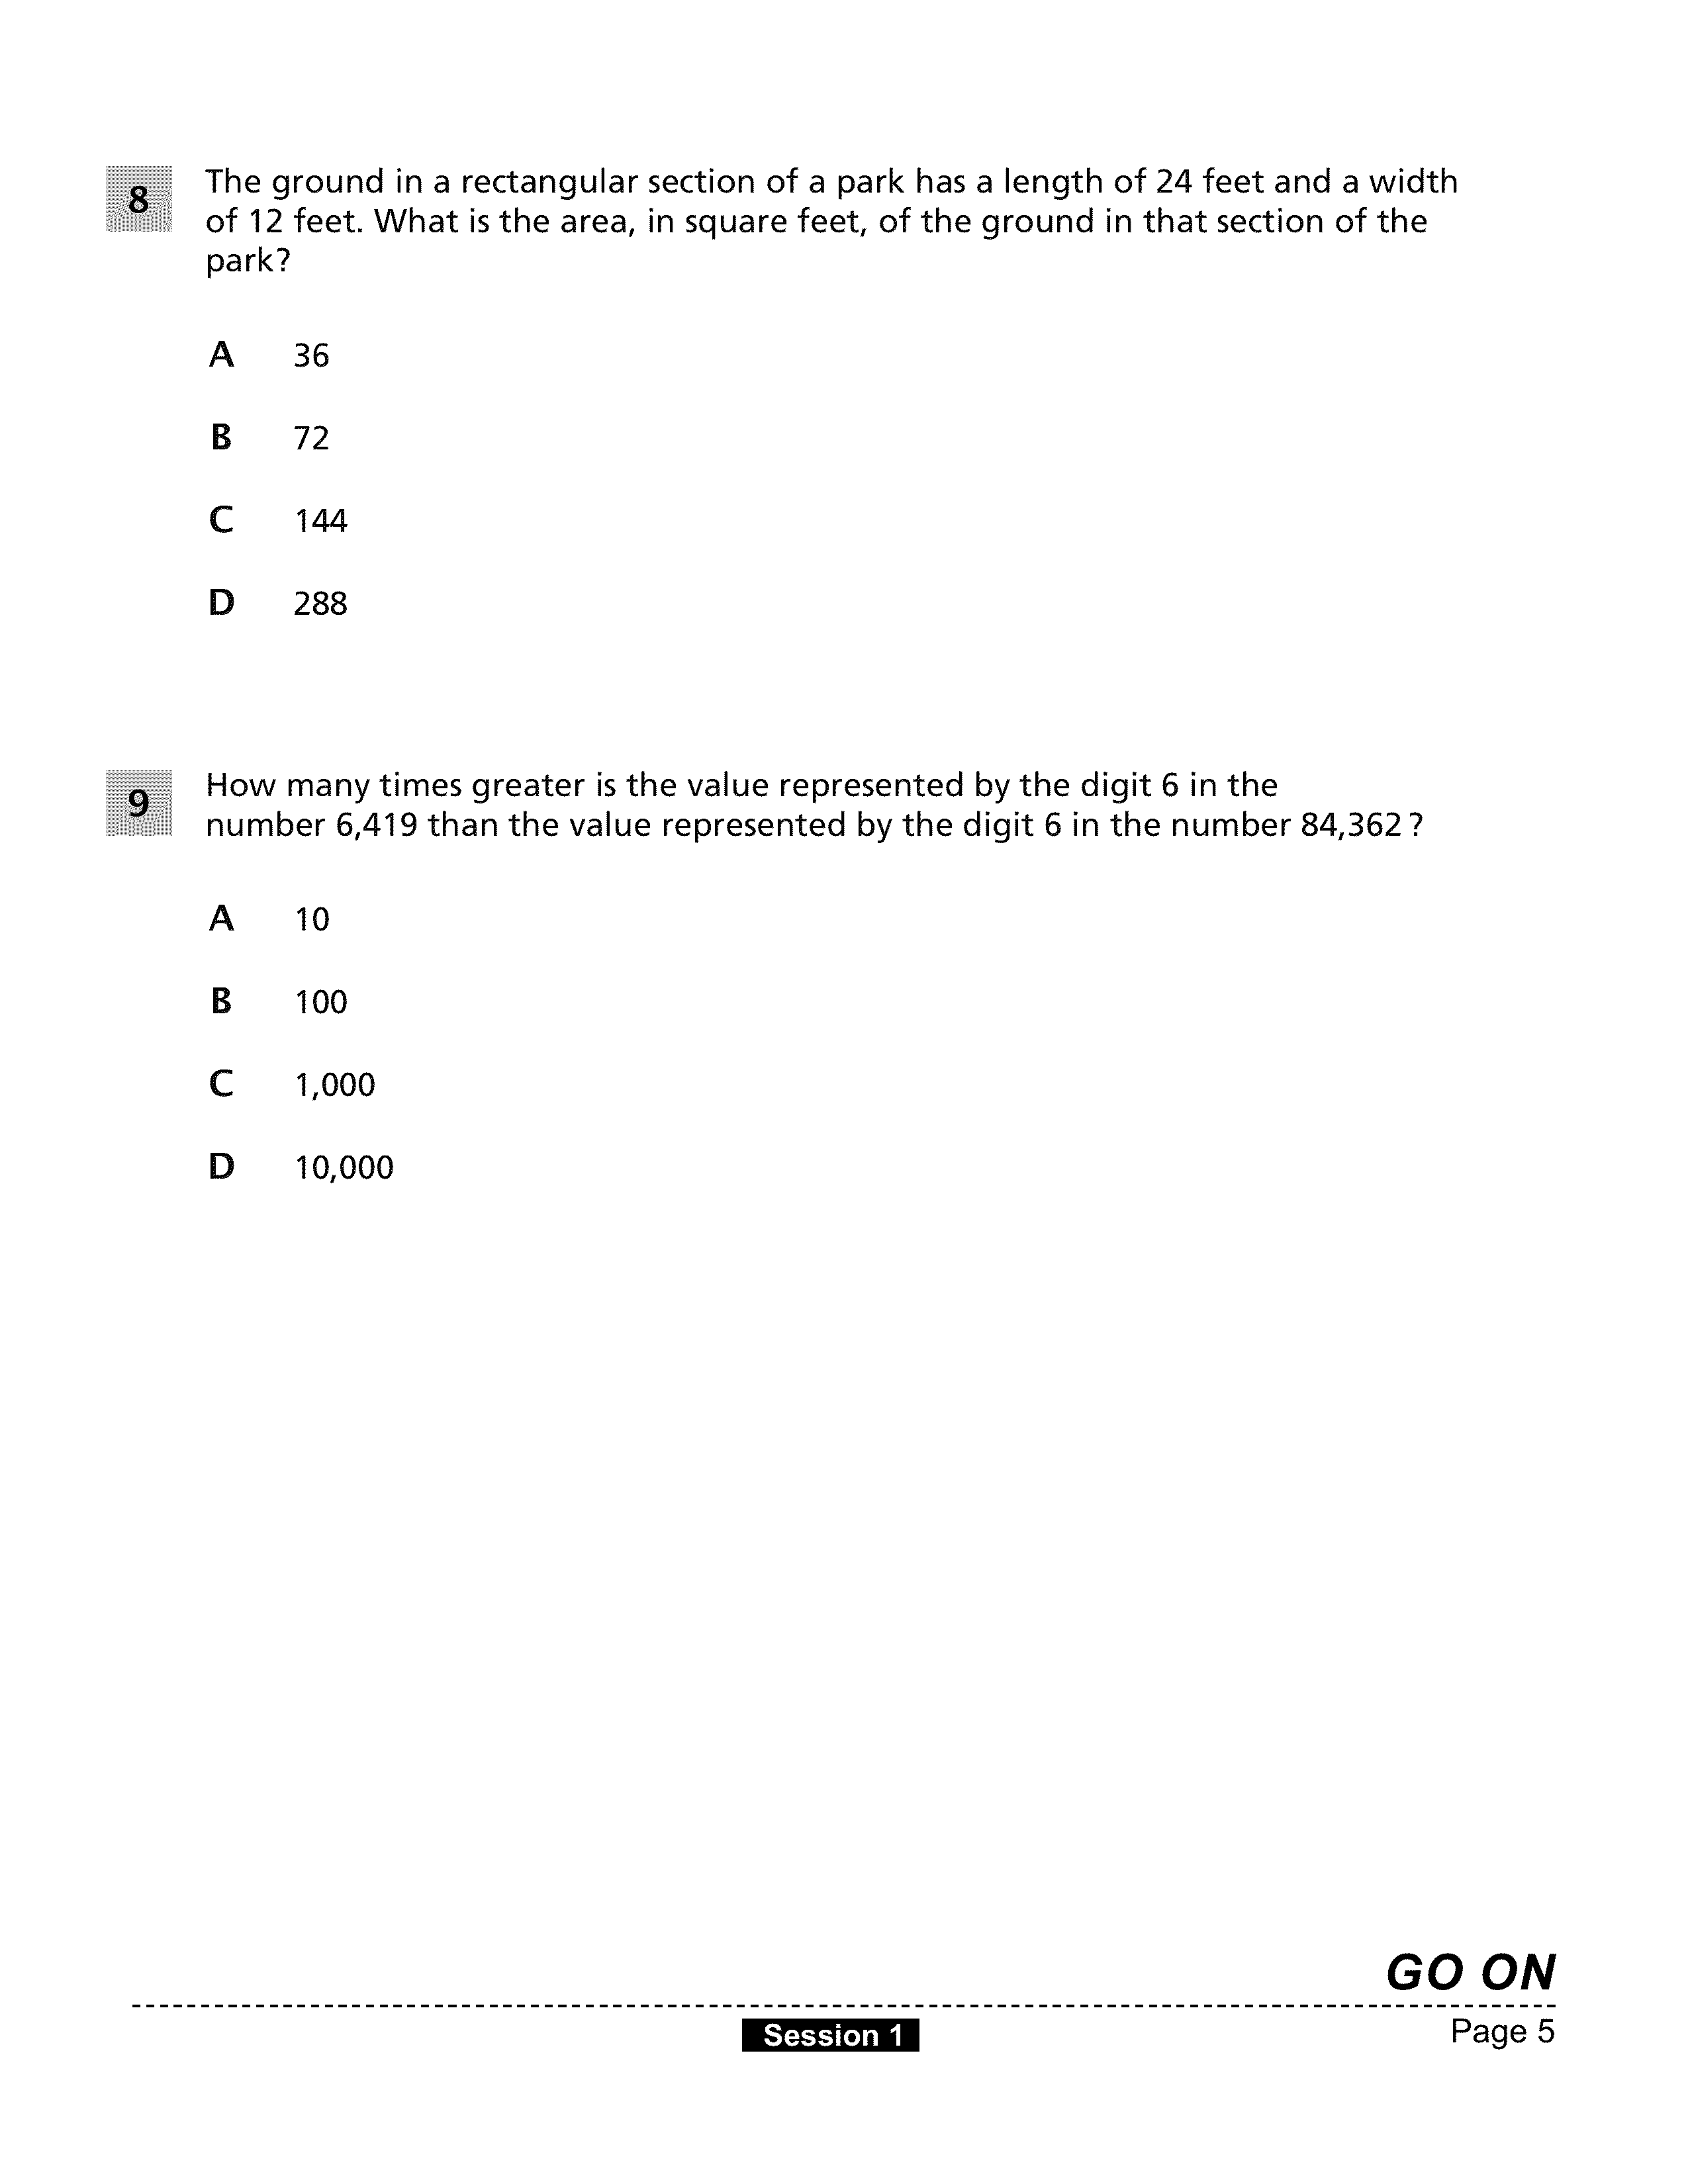 8
The ground in a rectangular section of a park has a length of 24 feet and a width
of 12 feet. What is the area, in square feet, of the ground in that section of the
park?
A 36
B 72
C 144
D 288
9
How many times greater is the value represented by the digit 6 in the
number 6,419 than the value represented by the digit 6 in the number 84,362?
A 10
B 100
C 1,000
D 10,000
GO ON
Session 1
Page 5